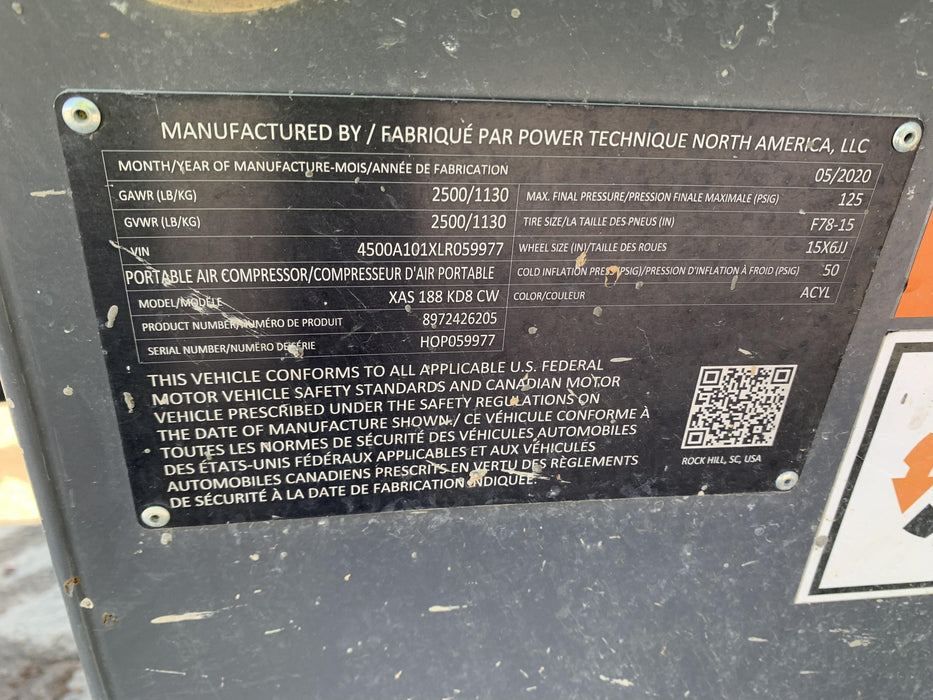 MANUFACTURED BY / FABRIQUÉ PAR POWER TECHNIQUE NORTH AMERICA, LLC
MONTH/YEAR OF MANUFACTURE-MOIS/ANNÉE DE FABRICATION 05/2020
GAWR (LB/KG) 2500/1130 MAX. FINAL PRESSURE/PRESSION FINALE MAXIMALE (PSIG) 125
GVWR (LB/KG) 2500/1130 TIRE SIZE/LA TAILLE DES PNEUS (IN) F78-15
VIN 4500A101XLR059977 WHEEL SIZE (IN)/TAILLE DES ROUES 15X6JJ
PORTABLE AIR COMPRESSOR/COMPRESSEUR D'AIR PORTABLE COLD INFLATION PRES (PSIG)/PRESSION D'INFLATION À FROID (PSIG) 50
MODEL/MODÈLE XAS 188 KD8 CW COLOR/COULEUR ACYL
PRODUCT NUMBER/NUMÉRO DE PRODUIT 8972426205
SERIAL NUMBER/NUMÉRO DE SÉRIE HOP059977
THIS VEHICLE CONFORMS TO ALL APPLICABLE U.S. FEDERAL
MOTOR VEHICLE SAFETY STANDARDS AND CANADIAN MOTOR
VEHICLE PRESCRIBED UNDER THE SAFETY REGULATIONS ON
THE DATE OF MANUFACTURE SHOWN / CE VÉHICULE CONFORME À
TOUTES LES NORMES DE SÉCURITÉ DES VÉHICULES AUTOMOBILES
DES ÉTATS-UNIS FÉDÉRAUX APPLICABLES ET AUX VÉHICULES
AUTOMOBILES CANADIENS PRESCRITS EN VERTU DES RÈGLEMENTS
DE SÉCURITÉ À LA DATE DE FABRICATION INDIQUÉE.
ROCK HILL, SC, USA